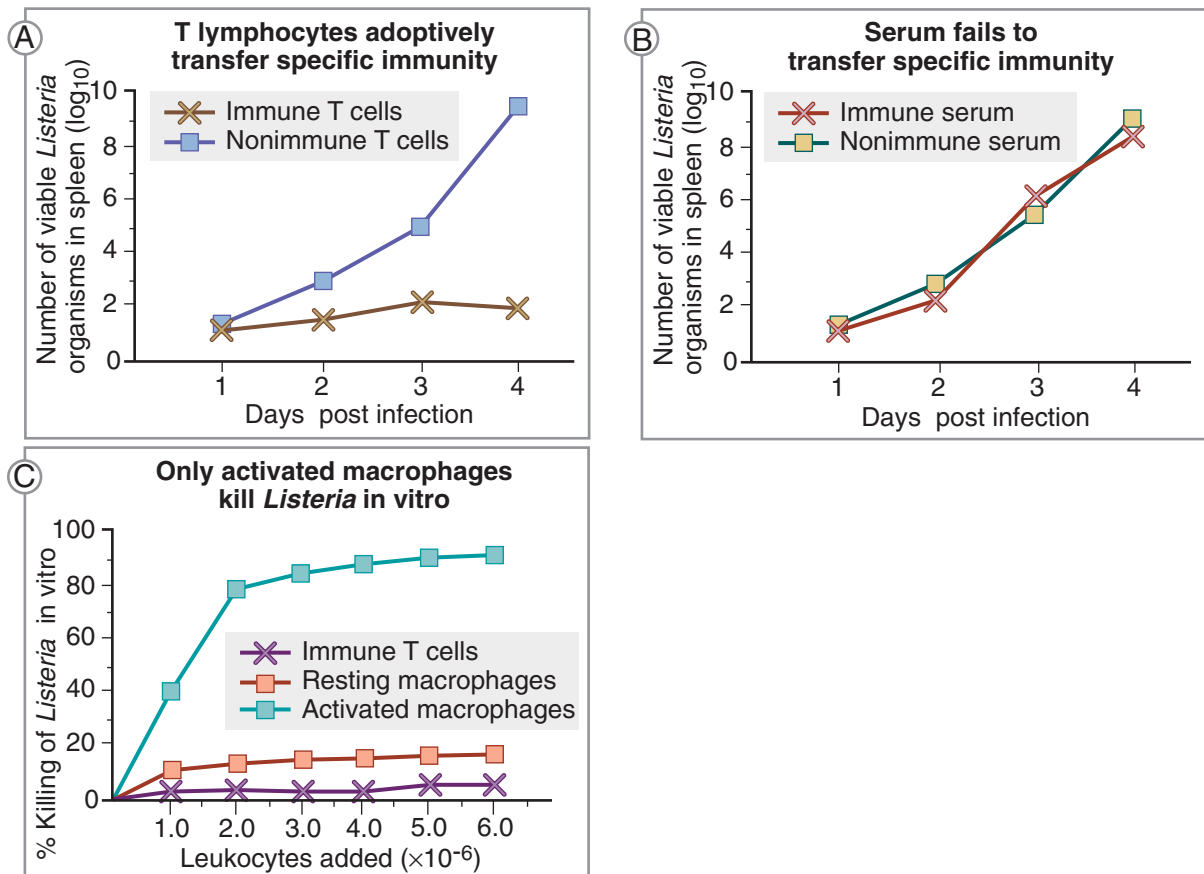 A
T lymphocytes adoptively
transfer specific immunity
Number of viable Listeria
organisms in spleen (log10)
10
8
6
4
2
0
Immune T cells
Nonimmune T cells
1 2 3 4
Days post infection
B
Serum fails to
transfer specific immunity
Number of viable Listeria
organisms in spleen (log10)
10
8
6
4
2
0
Immune serum
Nonimmune serum
1 2 3 4
Days post infection
C
Only activated macrophages
kill Listeria in vitro
% Killing of Listeria in vitro
100
80
60
40
20
0
Immune T cells
Resting macrophages
Activated macrophages
1.0 2.0 3.0 4.0 5.0 6.0
Leukocytes added (×10-6)